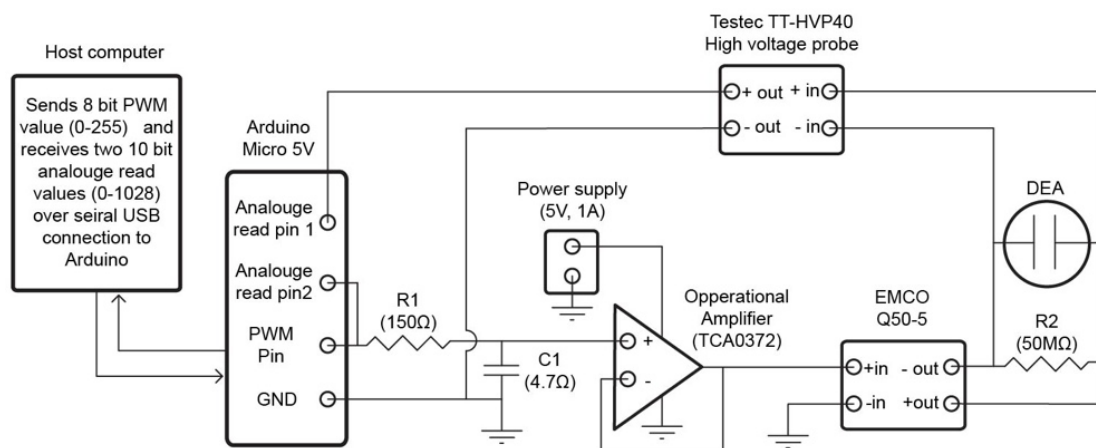 Testec TT-HVP40
High voltage probe
Host computer
Sends 8 bit PWM
value (0-255) and
receives two 10 bit
analouge read
values (0-1028)
over seiral USB
connection to
Arduino
Arduino
Micro 5V
+ out + in
- out - in
Analouge
read pin 1
Analouge
read pin2
PWM
Pin
GND
R1
(150Ω)
C1
(4.7Ω)
Power supply
(5V, 1A)
+
-
Opperational
Amplifier
(TCA0372)
EMCO
Q50-5
+in - out
-in +out
DEA
R2
(50MΩ)